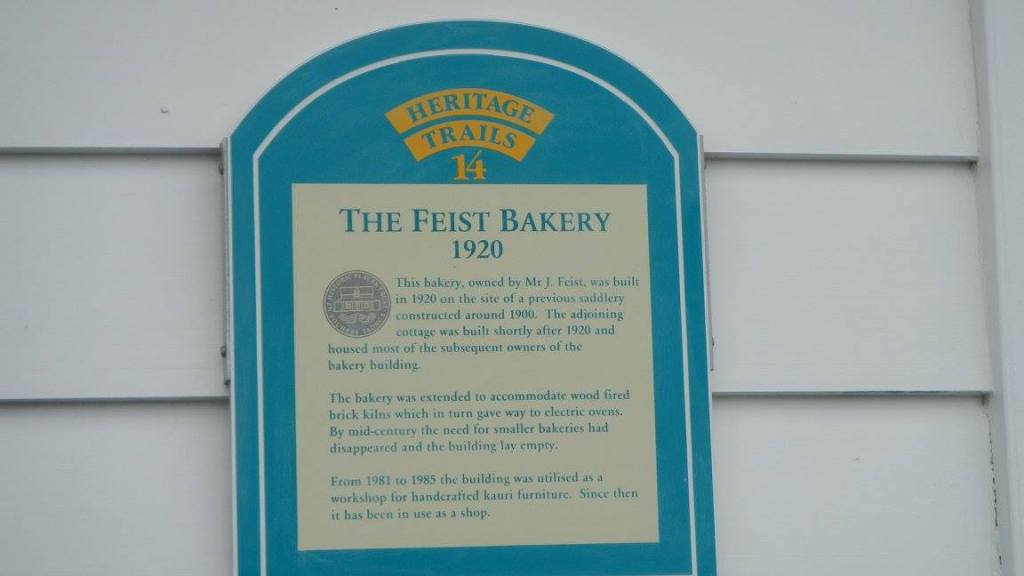 HERITAGE
TRAILS
14
THE FEIST BAKERY
1920
This bakery, owned by Mr J. Feist, was built
in 1920 on the site of a previous saddlery
constructed around 1900. The adjoining
cottage was built shortly after 1920 and
housed most of the subsequent owners of the
bakery building.
The bakery was extended to accommodate wood fired
brick kilns which in turn gave way to electric ovens.
By mid-century the need for smaller bakeries had
disappeared and the building lay empty.
From 1981 to 1985 the building was utilised as a
workshop for handcrafted kauri furniture. Since then
it has been in use as a shop.